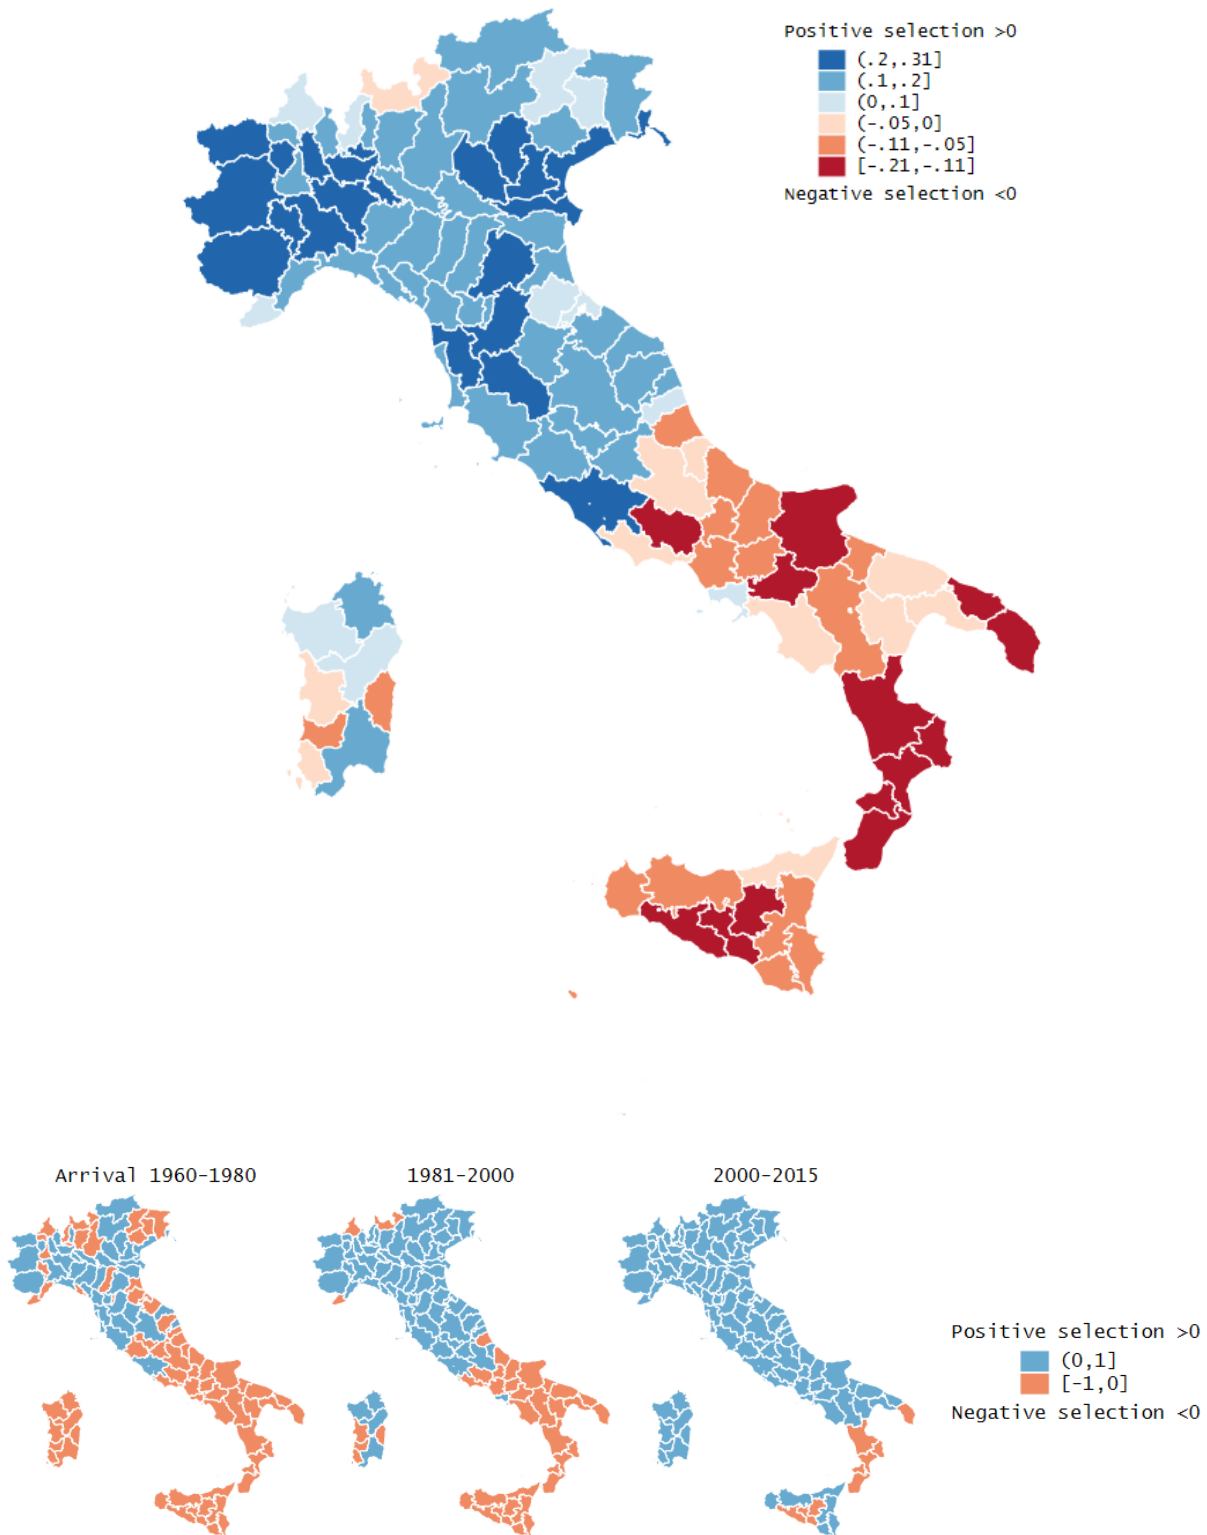 Positive selection >0
(.2,.31]
(.1,.2]
(0,.1]
(-.05,0]
(-.11,-.05]
[-.21,-.11]
Negative selection <0
Arrival 1960-1980
1981-2000
2000-2015
Positive selection >0
(0,1]
[-1,0]
Negative selection <0